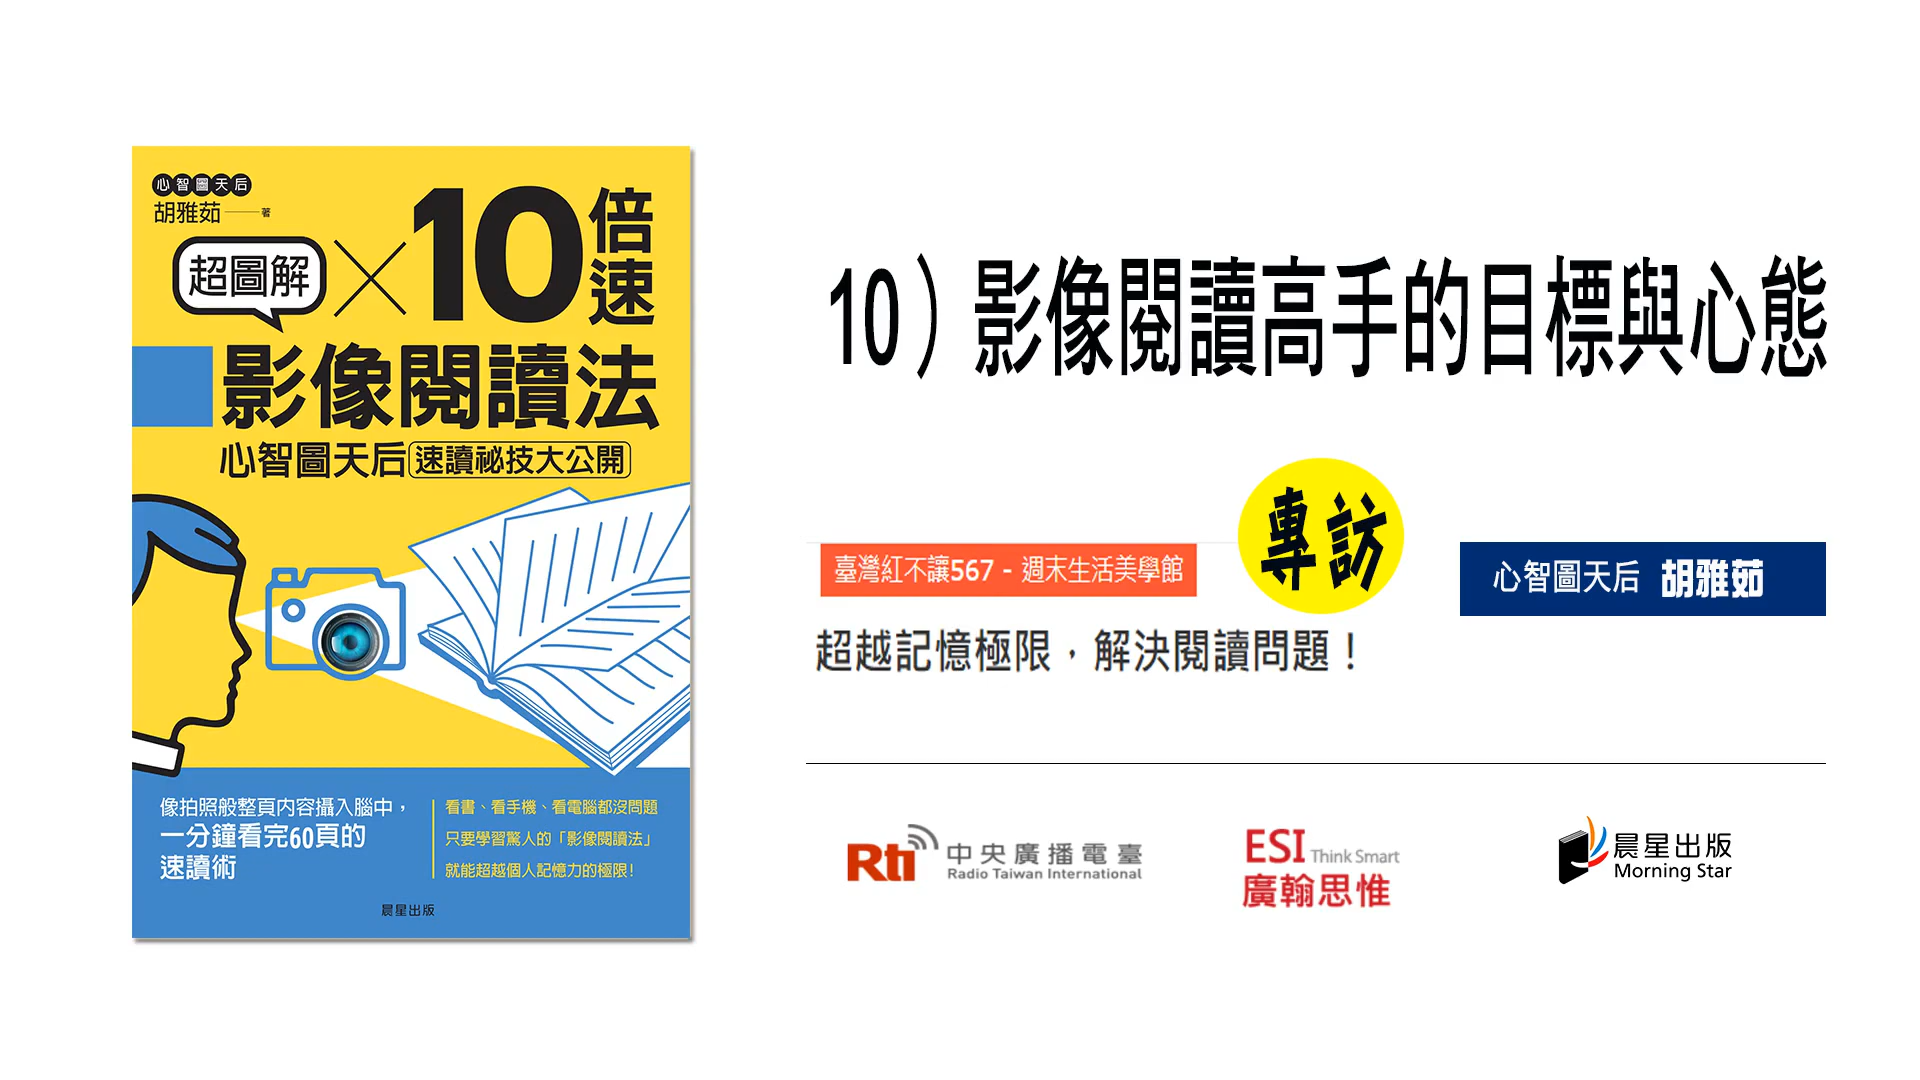 心智圖天后
胡雅茹 著
超圖解 ×10倍速
影像閱讀法
心智圖天后 速讀祕技大公開
像拍照般整頁內容攝入腦中，
一分鐘看完60頁的
速讀術
看書、看手機、看電腦都沒問題
只要學習驚人的「影像閱讀法」
就能超越個人記憶力的極限！
晨星出版
10）影像閱讀高手的目標與心態
專訪
臺灣紅不讓567 - 週末生活美學館
心智圖天后 胡雅茹
超越記憶極限，解決閱讀問題！
Rti 中央廣播電臺
Radio Taiwan International
ESI Think Smart
廣翰思惟
晨星出版
Morning Star